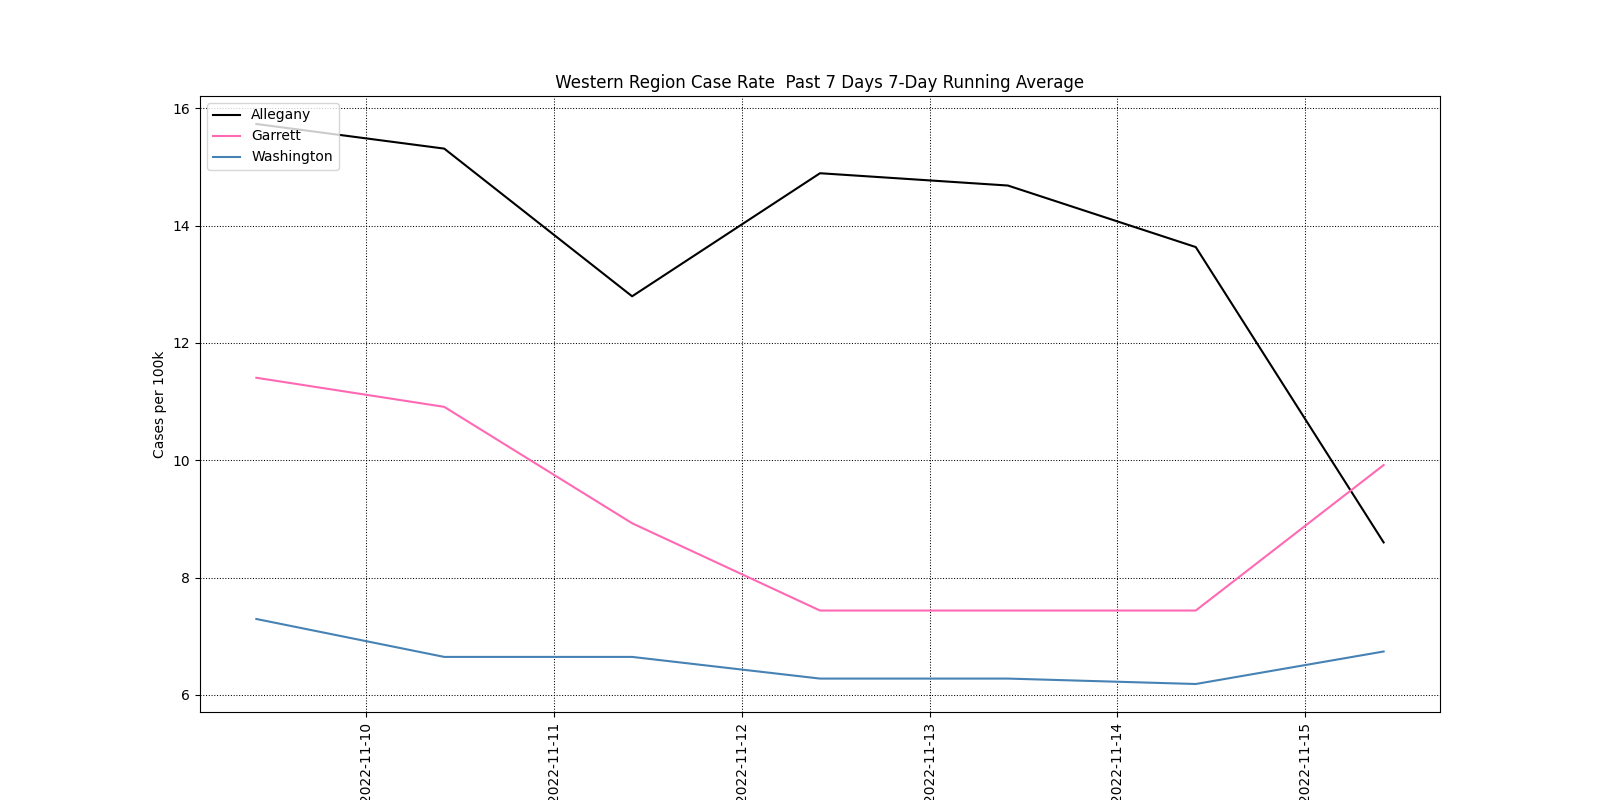 Western Region Case Rate  Past 7 Days 7-Day Running Average
Allegany
Garrett
Washington
Cases per 100k
16
14
12
10
8
6
2022-11-10
2022-11-11
2022-11-12
2022-11-13
2022-11-14
2022-11-15